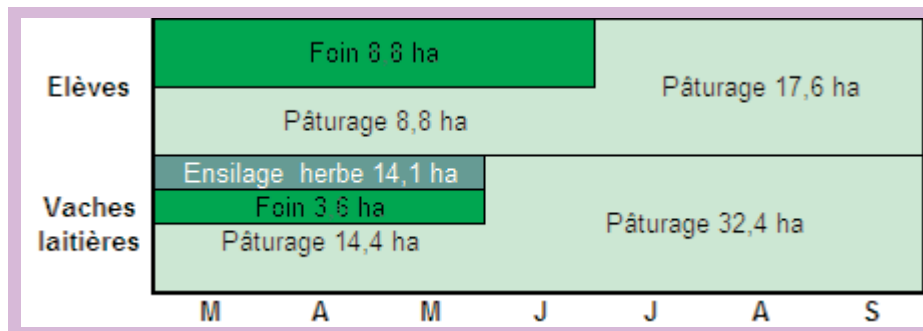 Foin 8 8 ha
Elèves
Pâturage 17,6 ha
Pâturage 8,8 ha
Ensilage herbe 14,1 ha
Foin 3 6 ha
Vaches
laitières
Pâturage 14,4 ha
Pâturage 32,4 ha
M A M J J A S